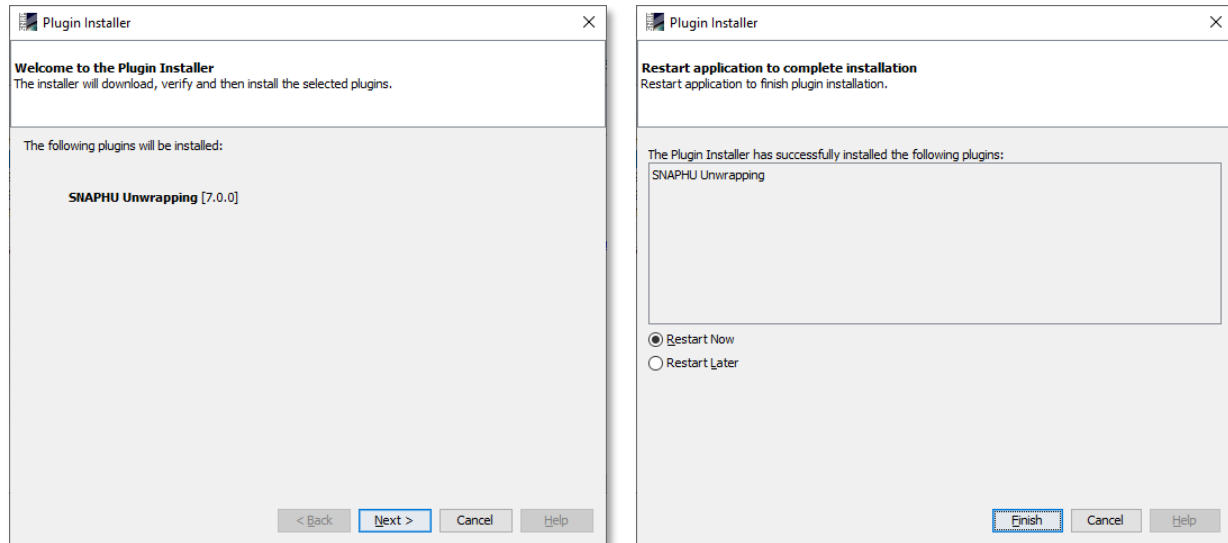 Plugin Installer
Welcome to the Plugin Installer
The installer will download, verify and then install the selected plugins.
The following plugins will be installed:
SNAPHU Unwrapping [7.0.0]
< Back
Next >
Cancel
Help
Plugin Installer
Restart application to complete installation
Restart application to finish plugin installation.
The Plugin Installer has successfully installed the following plugins:
SNAPHU Unwrapping
Restart Now
Restart Later
Finish
Cancel
Help